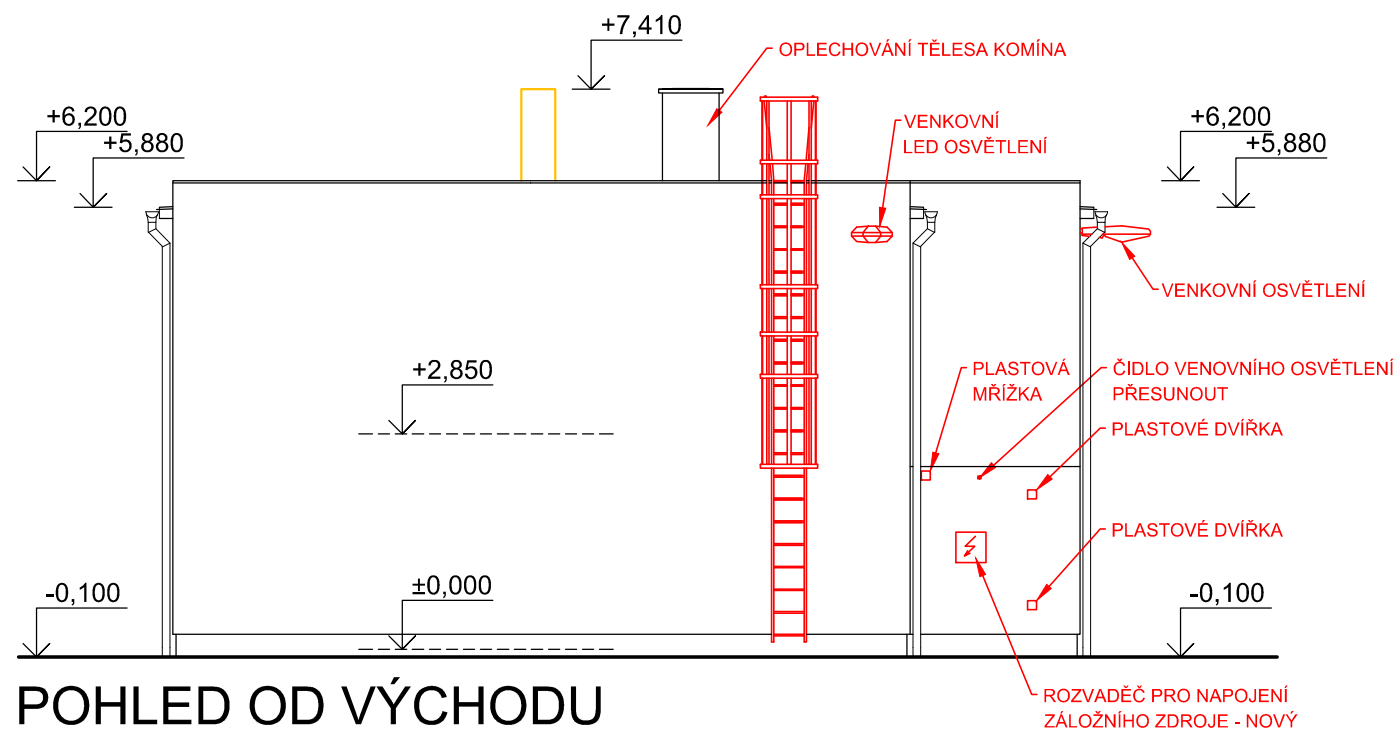 +7,410
OPLECHOVÁNÍ TĚLESA KOMÍNA
+6,200
+5,880
VENKOVNÍ
LED OSVĚTLENÍ
+6,200
+5,880
VENKOVNÍ OSVĚTLENÍ
+2,850
PLASTOVÁ
MŘÍŽKA
ČIDLO VENOVNÍHO OSVĚTLENÍ
PŘESUNOUT
PLASTOVÉ DVÍŘKA
PLASTOVÉ DVÍŘKA
-0,100
±0,000
-0,100
ROZVADĚČ PRO NAPOJENÍ
ZÁLOŽNÍHO ZDROJE - NOVÝ
POHLED OD VÝCHODU